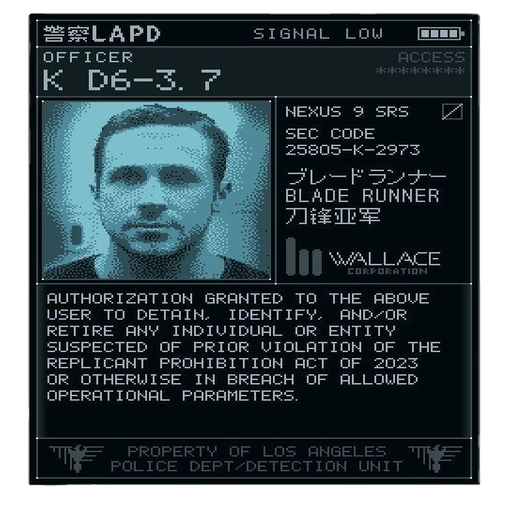 警察LAPD SIGNAL LOW
OFFICER ACCESS
K D6-3.7 ********
NEXUS 9 SRS
SEC CODE
25805-K-2973
ブレードランナー
BLADE RUNNER
刀锋亚军
WALLACE
CORPORATION
AUTHORIZATION GRANTED TO THE ABOVE
USER TO DETAIN, IDENTIFY, AND/OR
RETIRE ANY INDIVIDUAL OR ENTITY
SUSPECTED OF PRIOR VIOLATION OF THE
REPLICANT PROHIBITION ACT OF 2023
OR OTHERWISE IN BREACH OF ALLOWED
OPERATIONAL PARAMETERS.
PROPERTY OF LOS ANGELES
POLICE DEPT/DETECTION UNIT